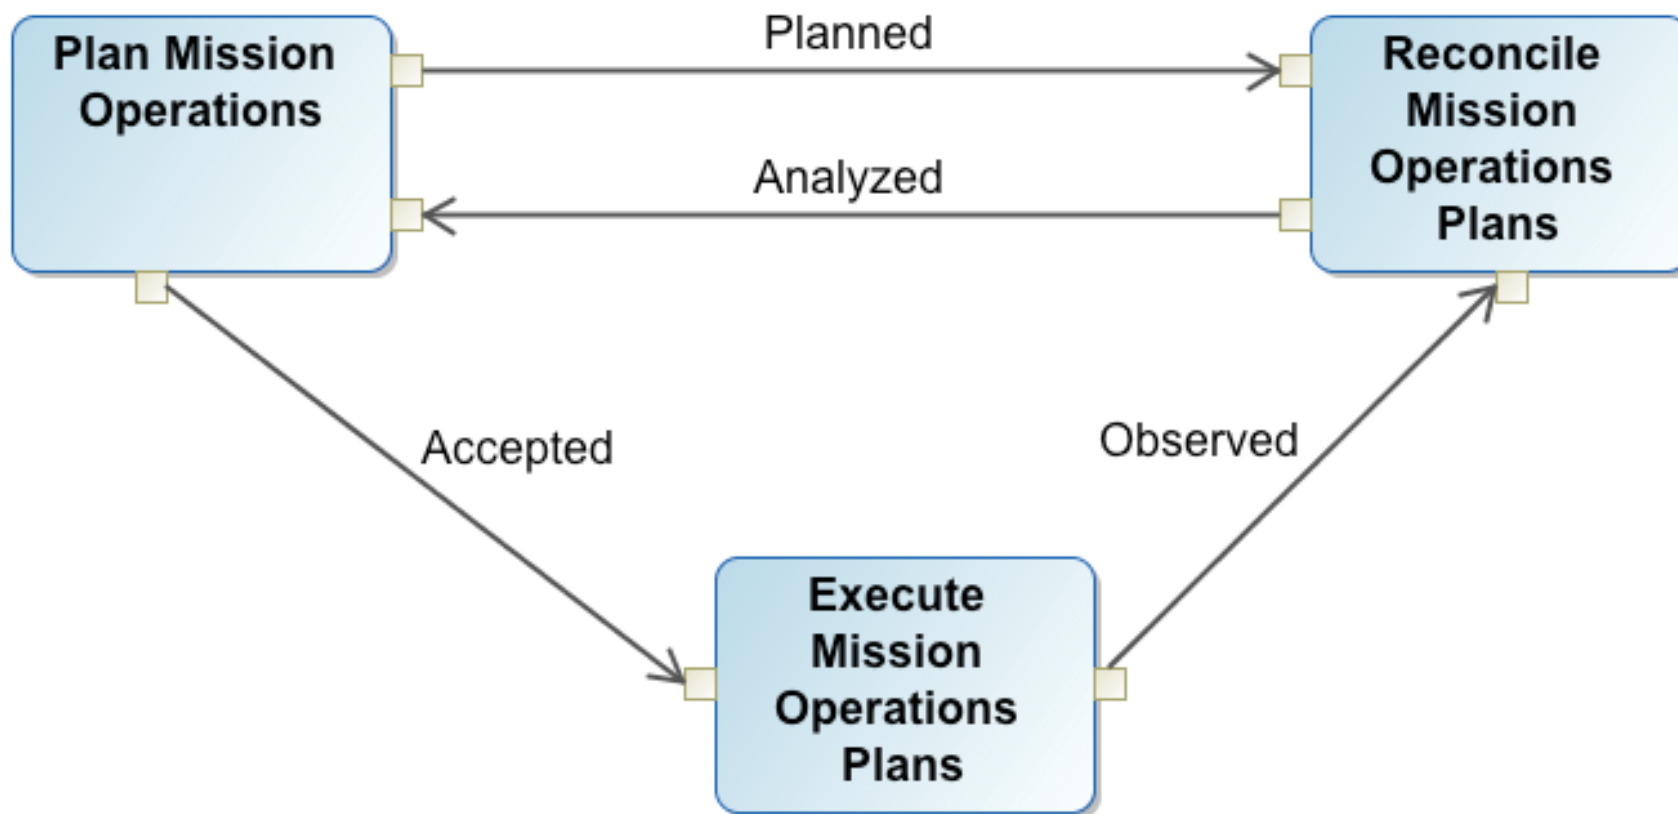 Plan Mission
Operations
Planned
Reconcile
Mission
Operations
Plans
Analyzed
Accepted
Observed
Execute
Mission
Operations
Plans